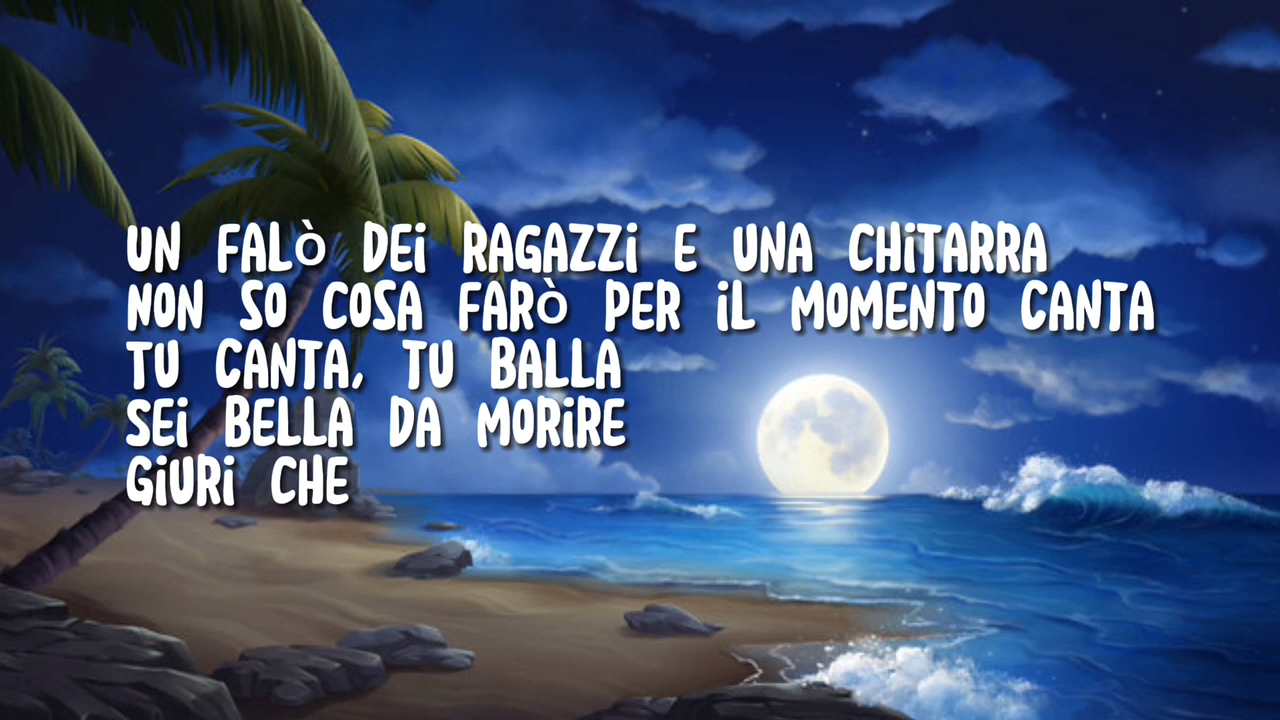 UN FALÒ DEI RAGAZZI E UNA CHITARRA
NON SO COSA FARÒ PER IL MOMENTO CANTA
TU CANTA, TU BALLA
SEI BELLA DA MORIRE
GIURI CHE